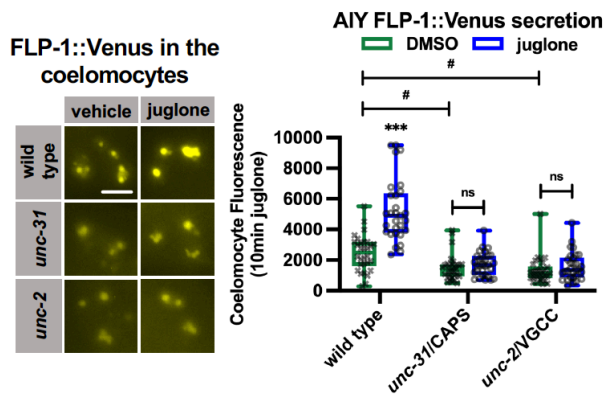 FLP-1::Venus in the
coelomocytes
vehicle juglone
wild
type
unc-31
unc-2
AIY FLP-1::Venus secretion
DMSO juglone
#
#
***
ns
ns
Coelomocyte Fluorescence
(10min juglone)
10000
8000
6000
4000
2000
0
wild type
unc-31/CAPS
unc-2/VGCC